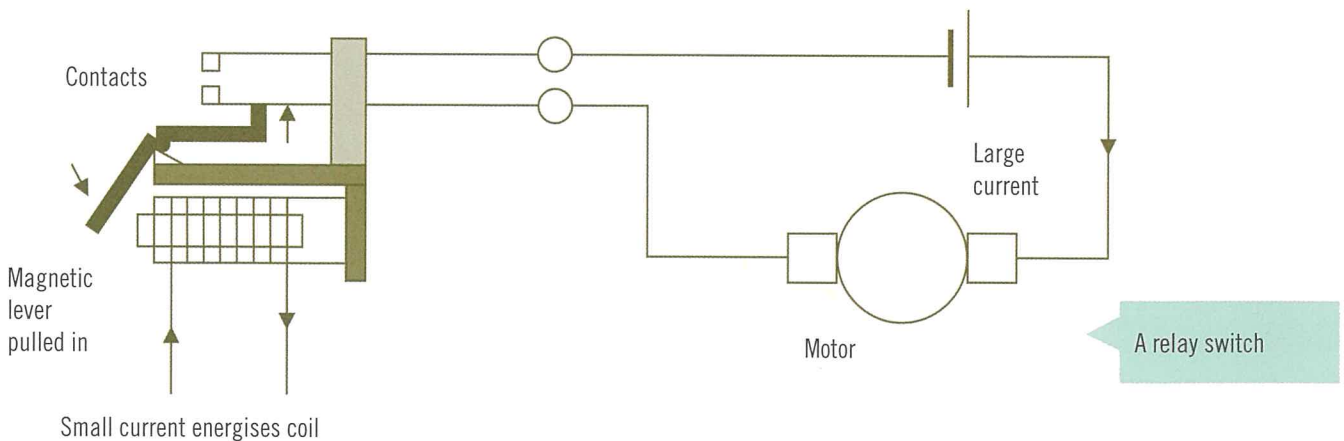 Contacts
Large
current
Magnetic
lever
pulled in
Motor
A relay switch
Small current energises coil